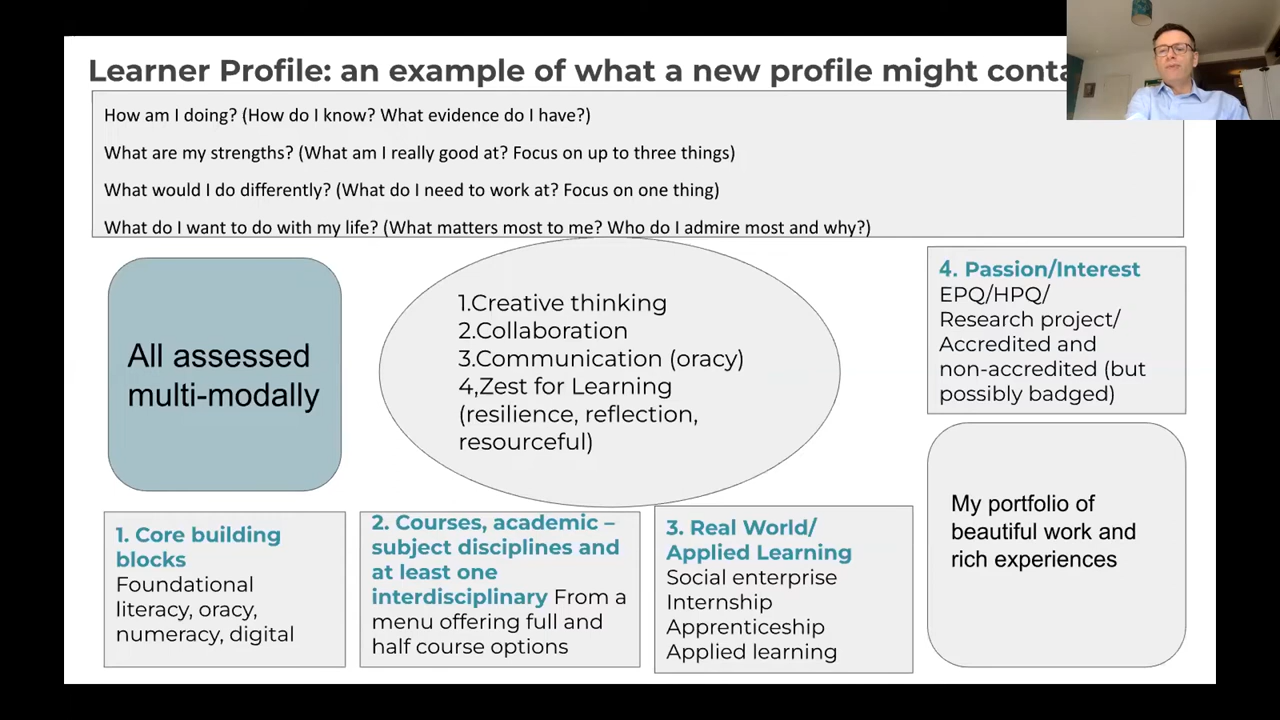 Learner Profile: an example of what a new profile might conta
How am I doing? (How do I know? What evidence do I have?)
What are my strengths? (What am I really good at? Focus on up to three things)
What would I do differently? (What do I need to work at? Focus on one thing)
What do I want to do with my life? (What matters most to me? Who do I admire most and why?)
All assessed
multi-modally
1.Creative thinking
2.Collaboration
3.Communication (oracy)
4,Zest for Learning
(resilience, reflection,
resourceful)
4. Passion/Interest
EPQ/HPQ/
Research project/
Accredited and
non-accredited (but
possibly badged)
1. Core building
blocks
Foundational
literacy, oracy,
numeracy, digital
2. Courses, academic –
subject disciplines and
at least one
interdisciplinary From a
menu offering full and
half course options
3. Real World/
Applied Learning
Social enterprise
Internship
Apprenticeship
Applied learning
My portfolio of
beautiful work and
rich experiences